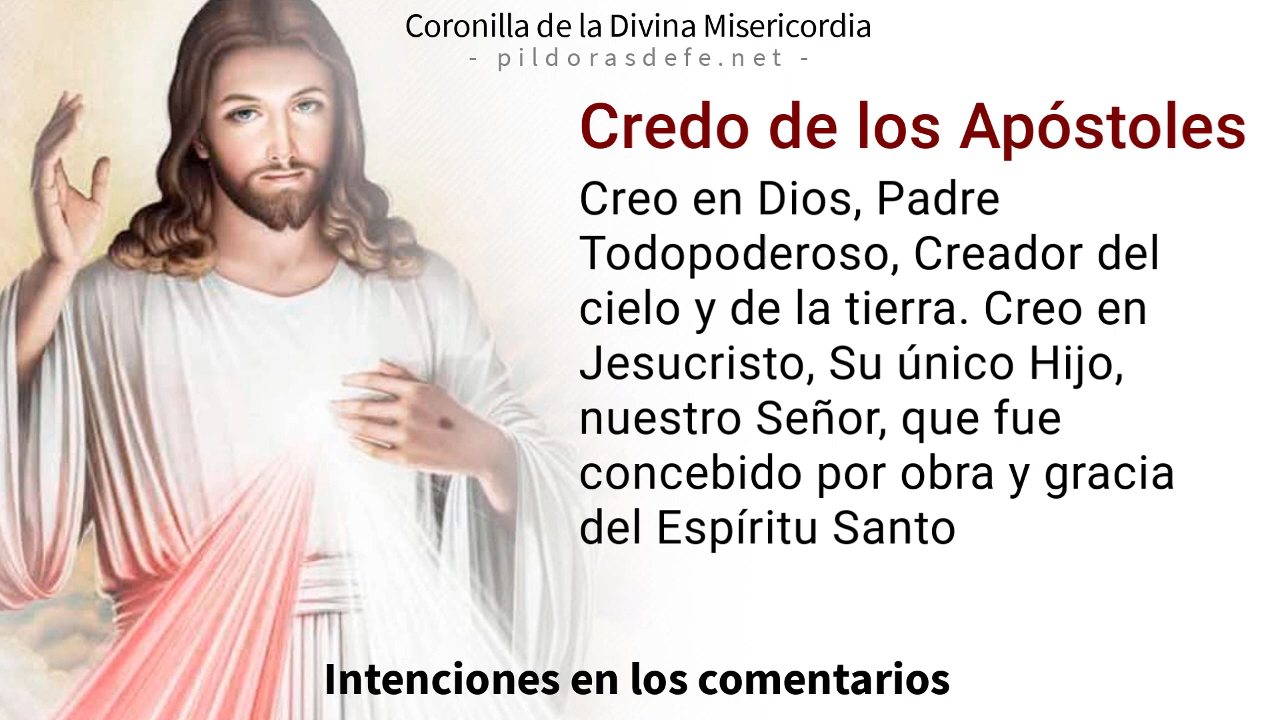 Coronilla de la Divina Misericordia
- pildorasdefe.net -
Credo de los Apóstoles
Creo en Dios, Padre
Todopoderoso, Creador del
cielo y de la tierra. Creo en
Jesucristo, Su único Hijo,
nuestro Señor, que fue
concebido por obra y gracia
del Espíritu Santo
Intenciones en los comentarios